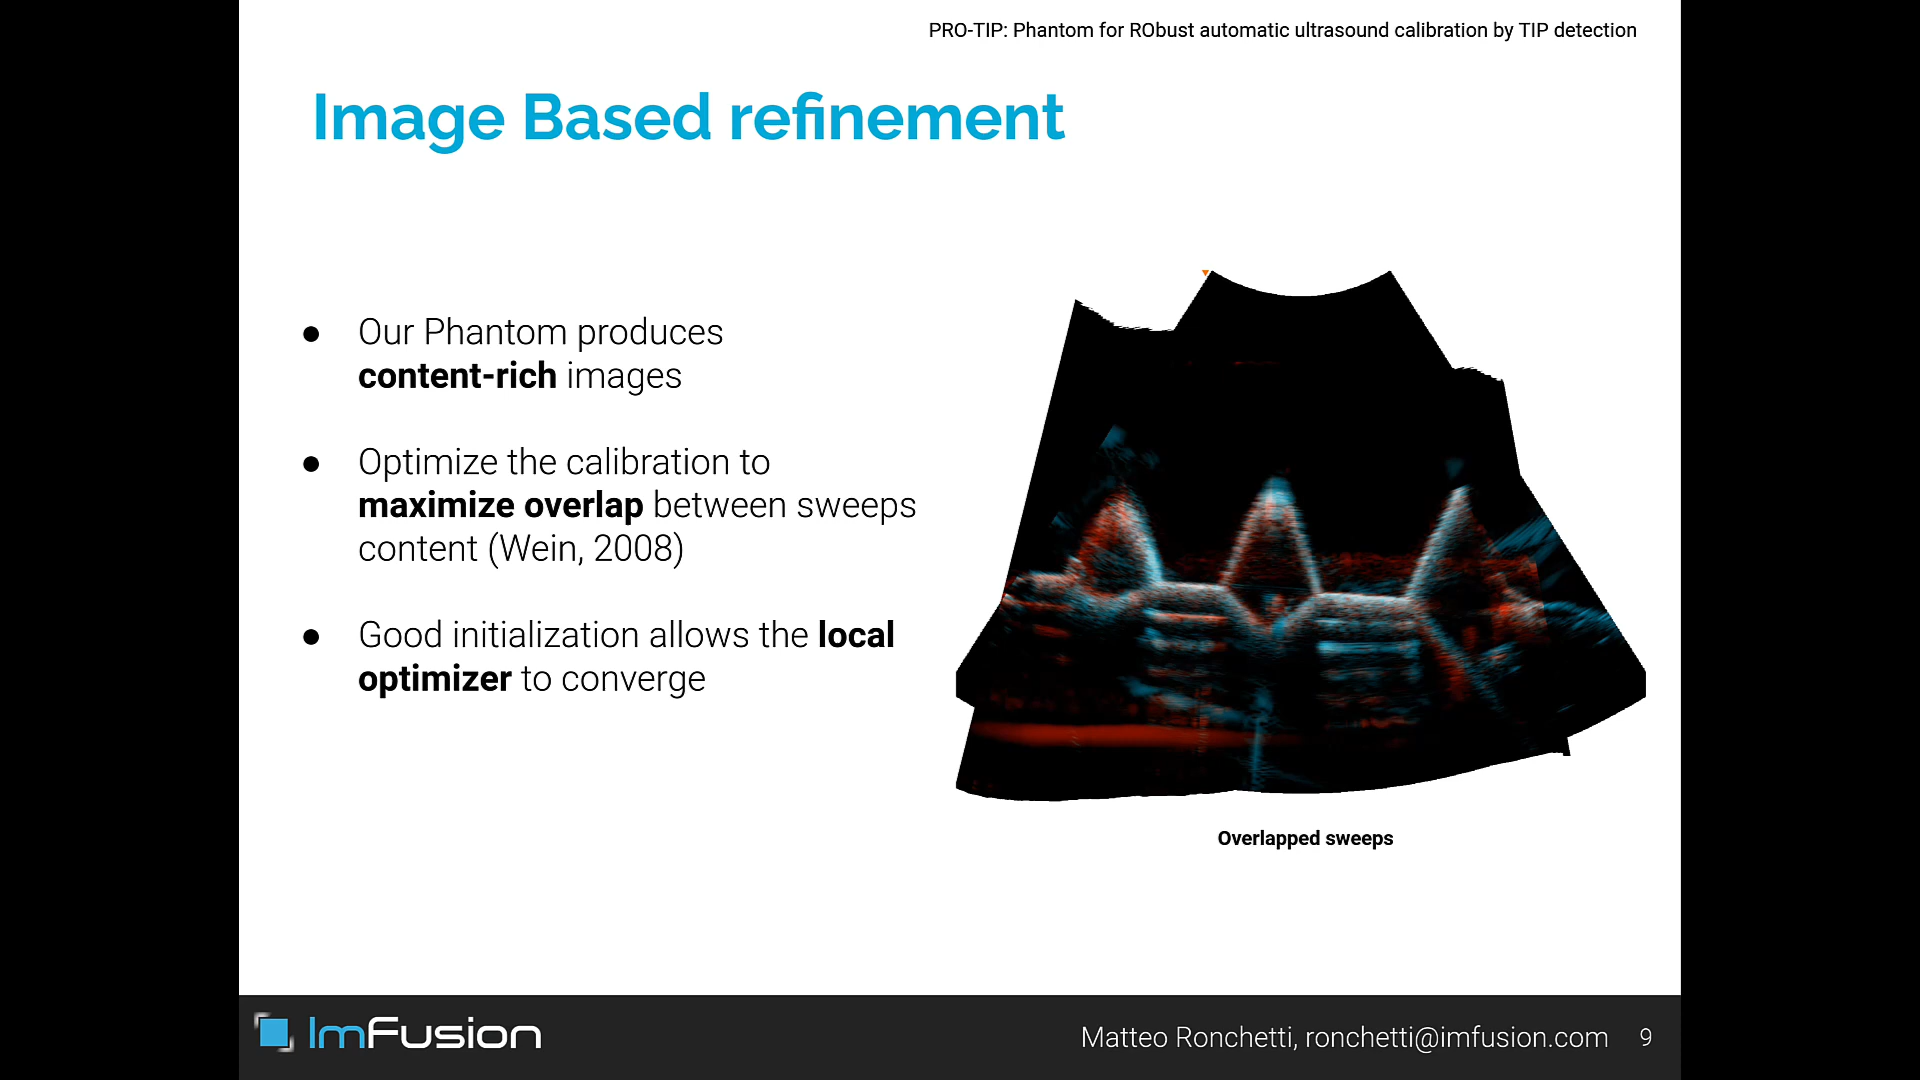 PRO-TIP: Phantom for RObust automatic ultrasound calibration by TIP detection
Image Based refinement
● Our Phantom produces
content-rich images
● Optimize the calibration to
maximize overlap between sweeps
content (Wein, 2008)
● Good initialization allows the local
optimizer to converge
Overlapped sweeps
ImFusion
Matteo Ronchetti, ronchetti@imfusion.com 9